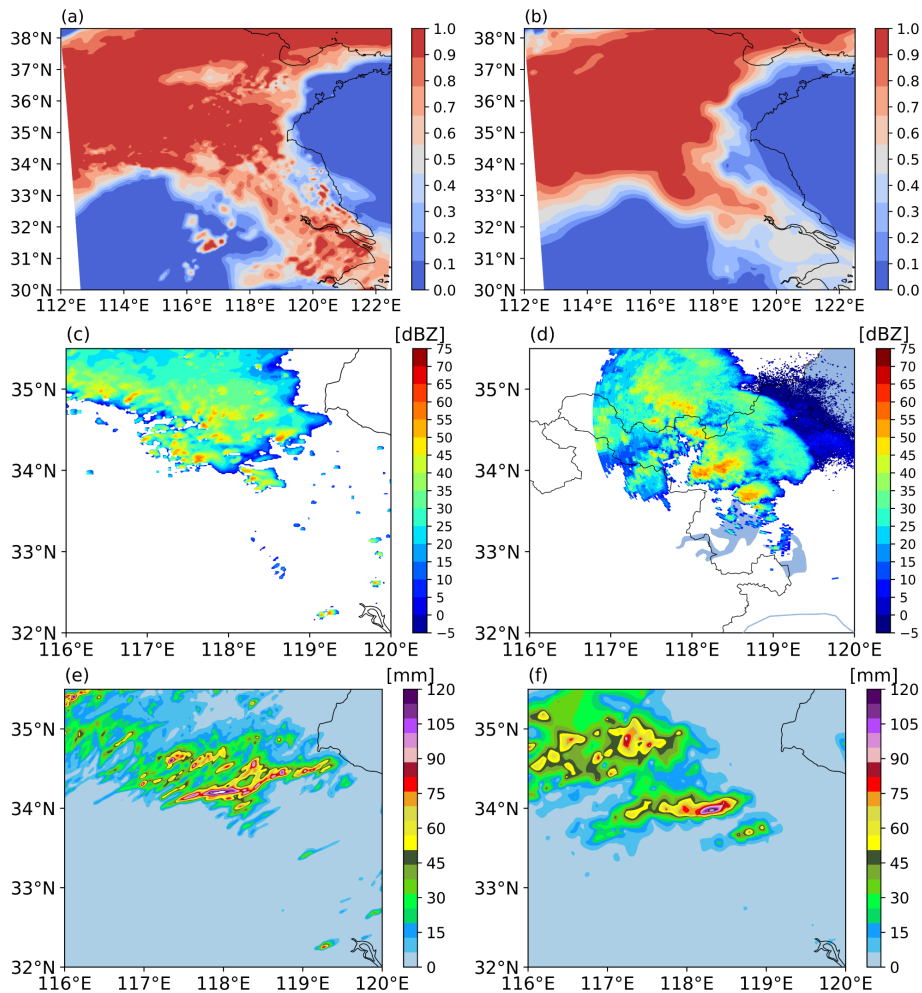 (a)
(b)
38°N
37°N
36°N
35°N
34°N
33°N
32°N
31°N
30°N
112°E
114°E
116°E
118°E
120°E
122°E
1.0
0.9
0.8
0.7
0.6
0.5
0.4
0.3
0.2
0.1
0.0
38°N
37°N
36°N
35°N
34°N
33°N
32°N
31°N
30°N
112°E
114°E
116°E
118°E
120°E
122°E
1.0
0.9
0.8
0.7
0.6
0.5
0.4
0.3
0.2
0.1
0.0
(c)
[dBZ]
35°N
34°N
33°N
32°N
116°E
117°E
118°E
119°E
120°E
75
70
65
60
55
50
45
40
35
30
25
20
15
10
5
0
−5
(d)
[dBZ]
35°N
34°N
33°N
32°N
116°E
117°E
118°E
119°E
120°E
75
70
65
60
55
50
45
40
35
30
25
20
15
10
5
0
−5
(e)
[mm]
35°N
34°N
33°N
32°N
116°E
117°E
118°E
119°E
120°E
120
105
90
75
60
45
30
15
0
(f)
[mm]
35°N
34°N
33°N
32°N
116°E
117°E
118°E
119°E
120°E
120
105
90
75
60
45
30
15
0